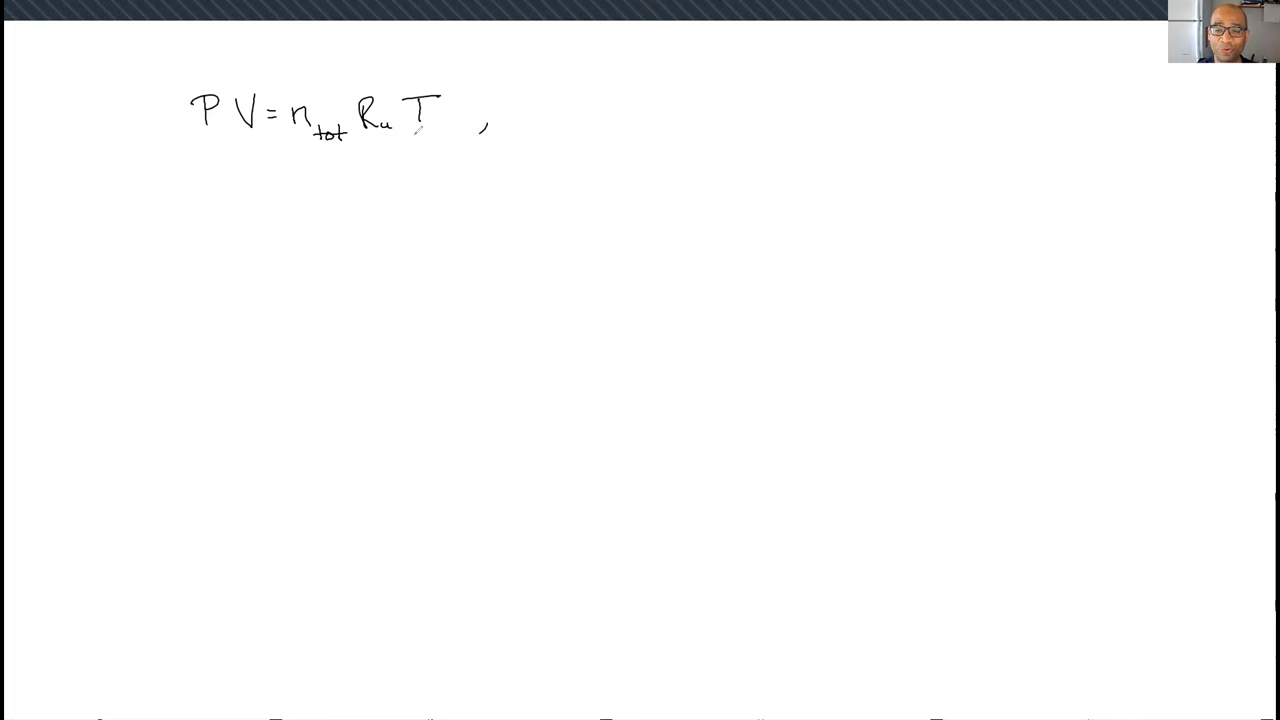 P V = n_tot R_u T ,